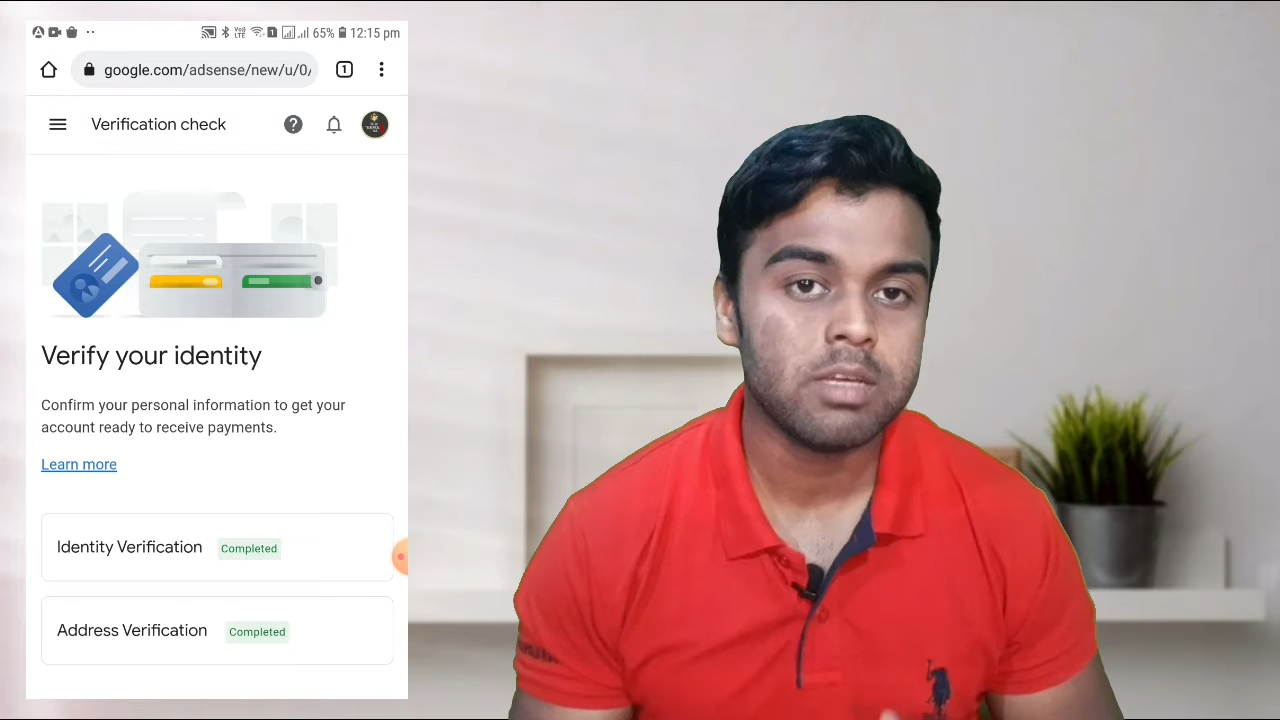 65% 12:15 pm
google.com/adsense/new/u/0/
1
Verification check
Verify your identity
Confirm your personal information to get your
account ready to receive payments.
Learn more
Identity Verification Completed
Address Verification Completed